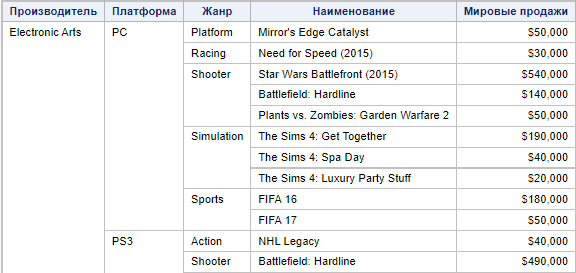 Производитель Платформа Жанр Наименование Мировые продажи
Electronic Arts PC Platform Mirror's Edge Catalyst $50,000
Racing Need for Speed (2015) $30,000
Shooter Star Wars Battlefront (2015) $540,000
Battlefield: Hardline $140,000
Plants vs. Zombies: Garden Warfare 2 $50,000
Simulation The Sims 4: Get Together $190,000
The Sims 4: Spa Day $40,000
The Sims 4: Luxury Party Stuff $20,000
Sports FIFA 16 $180,000
FIFA 17 $50,000
PS3 Action NHL Legacy $40,000
Shooter Battlefield: Hardline $490,000